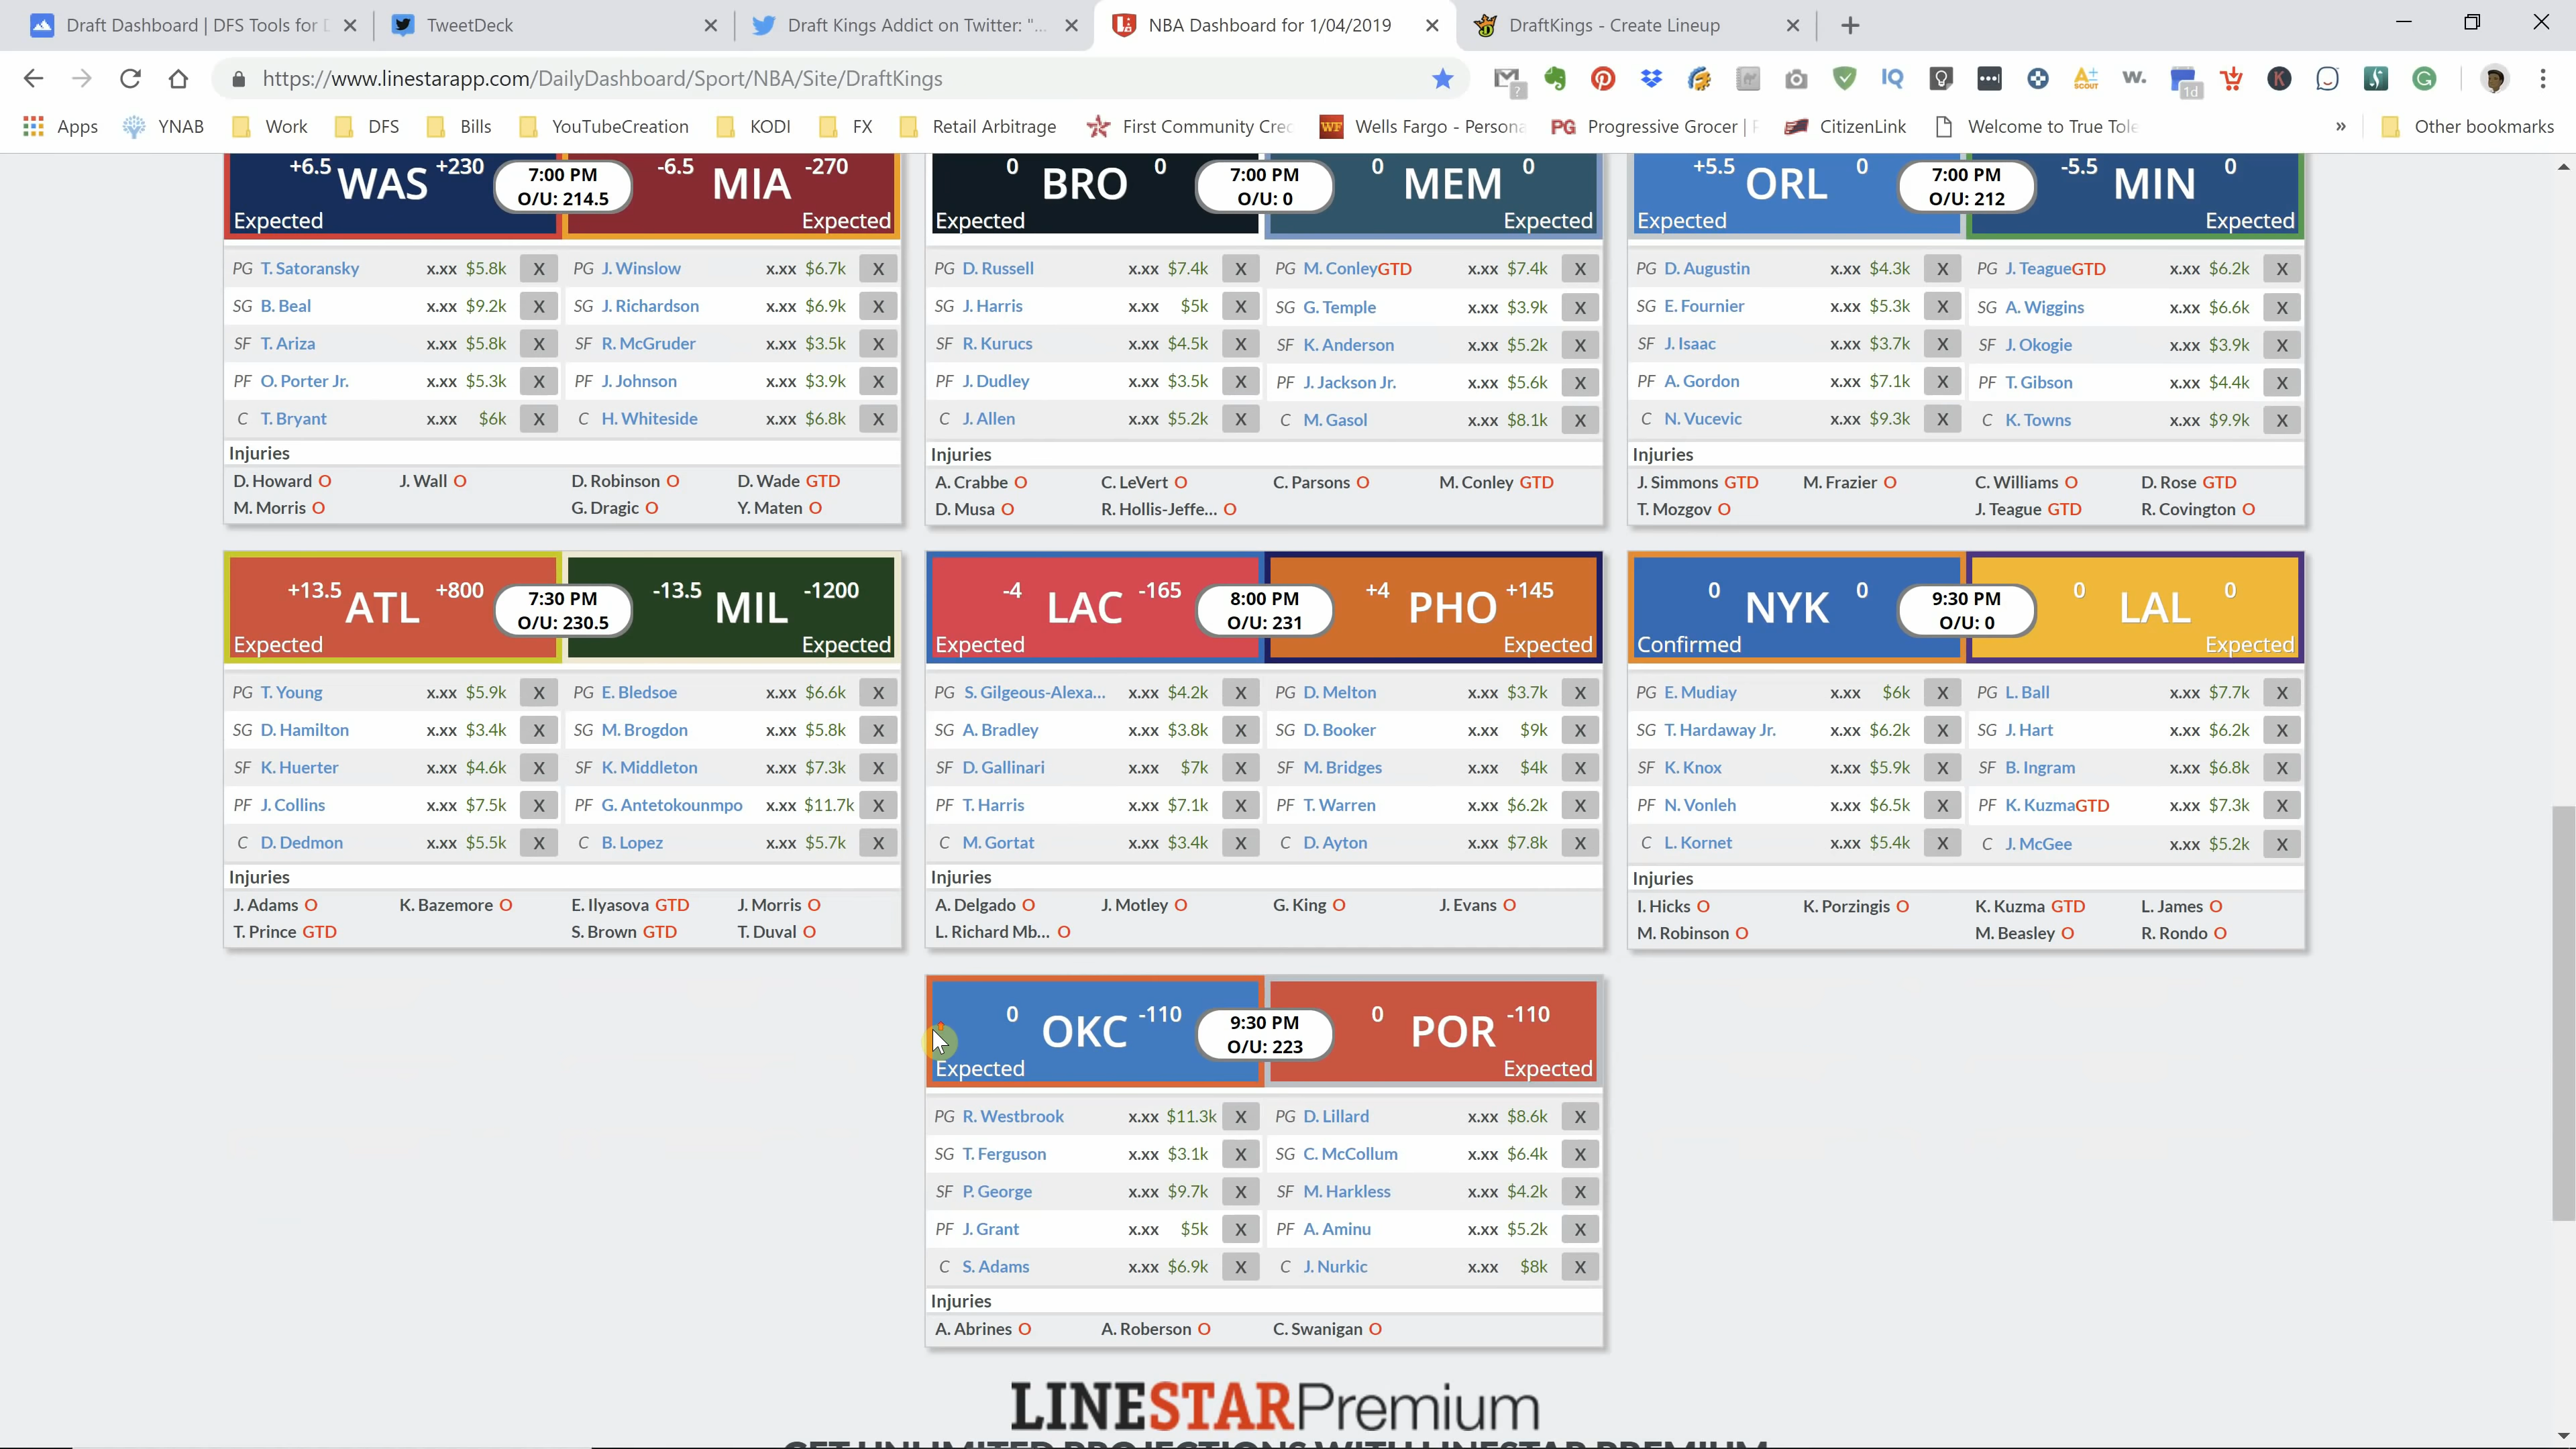 Draft Dashboard | DFS Tools for D
TweetDeck
Draft Kings Addict on Twitter: "...
NBA Dashboard for 1/04/2019
DraftKings - Create Lineup
https://www.linestarapp.com/DailyDashboard/Sport/NBA/Site/DraftKings
Apps YNAB Work DFS Bills YouTubeCreation KODI FX Retail Arbitrage First Community Cre Wells Fargo - Persona Progressive Grocer | CitizenLink Welcome to True Tole » Other bookmarks
+6.5 WAS +230 7:00 PM O/U: 214.5 -6.5 MIA -270
Expected Expected
PG T. Satoransky x.xx $5.8k X PG J. Winslow x.xx $6.7k X
SG B. Beal x.xx $9.2k X SG J. Richardson x.xx $6.9k X
SF T. Ariza x.xx $5.8k X SF R. McGruder x.xx $3.5k X
PF O. Porter Jr. x.xx $5.3k X PF J. Johnson x.xx $3.9k X
C T. Bryant x.xx $6k X C H. Whiteside x.xx $6.8k X
Injuries
D. Howard O J. Wall O D. Robinson O D. Wade GTD
M. Morris O G. Dragic O Y. Maten O
0 BRO 0 7:00 PM O/U: 0 0 MEM 0
Expected Expected
PG D. Russell x.xx $7.4k X PG M. ConleyGTD x.xx $7.4k X
SG J. Harris x.xx $5k X SG G. Temple x.xx $3.9k X
SF R. Kurucs x.xx $4.5k X SF K. Anderson x.xx $5.2k X
PF J. Dudley x.xx $3.5k X PF J. Jackson Jr. x.xx $5.6k X
C J. Allen x.xx $5.2k X C M. Gasol x.xx $8.1k X
Injuries
A. Crabbe O C. LeVert O C. Parsons O M. Conley GTD
D. Musa O R. Hollis-Jeffe... O
+5.5 ORL 0 7:00 PM O/U: 212 -5.5 MIN 0
Expected Expected
PG D. Augustin x.xx $4.3k X PG J. TeagueGTD x.xx $6.2k X
SG E. Fournier x.xx $5.3k X SG A. Wiggins x.xx $6.6k X
SF J. Isaac x.xx $3.7k X SF J. Okogie x.xx $3.9k X
PF A. Gordon x.xx $7.1k X PF T. Gibson x.xx $4.4k X
C N. Vucevic x.xx $9.3k X C K. Towns x.xx $9.9k X
Injuries
J. Simmons GTD M. Frazier O C. Williams O D. Rose GTD
T. Mozgov O J. Teague GTD R. Covington O
+13.5 ATL +800 7:30 PM O/U: 230.5 -13.5 MIL -1200
Expected Expected
PG T. Young x.xx $5.9k X PG E. Bledsoe x.xx $6.6k X
SG D. Hamilton x.xx $3.4k X SG M. Brogdon x.xx $5.8k X
SF K. Huerter x.xx $4.6k X SF K. Middleton x.xx $7.3k X
PF J. Collins x.xx $7.5k X PF G. Antetokounmpo x.xx $11.7k X
C D. Dedmon x.xx $5.5k X C B. Lopez x.xx $5.7k X
Injuries
J. Adams O K. Bazemore O E. Ilyasova GTD J. Morris O
T. Prince GTD S. Brown GTD T. Duval O
-4 LAC -165 8:00 PM O/U: 231 +4 PHO +145
Expected Expected
PG S. Gilgeous-Alexa... x.xx $4.2k X PG D. Melton x.xx $3.7k X
SG A. Bradley x.xx $3.8k X SG D. Booker x.xx $9k X
SF D. Gallinari x.xx $7k X SF M. Bridges x.xx $4k X
PF T. Harris x.xx $7.1k X PF T. Warren x.xx $6.2k X
C M. Gortat x.xx $3.4k X C D. Ayton x.xx $7.8k X
Injuries
A. Delgado O J. Motley O G. King O J. Evans O
L. Richard Mb... O
0 NYK 0 9:30 PM O/U: 0 0 LAL 0
Confirmed Expected
PG E. Mudiay x.xx $6k X PG L. Ball x.xx $7.7k X
SG T. Hardaway Jr. x.xx $6.2k X SG J. Hart x.xx $6.2k X
SF K. Knox x.xx $5.9k X SF B. Ingram x.xx $6.8k X
PF N. Vonleh x.xx $6.5k X PF K. KuzmaGTD x.xx $7.3k X
C L. Kornet x.xx $5.4k X C J. McGee x.xx $5.2k X
Injuries
I. Hicks O K. Porzingis O K. Kuzma GTD L. James O
M. Robinson O M. Beasley O R. Rondo O
0 OKC -110 9:30 PM O/U: 223 0 POR -110
Expected Expected
PG R. Westbrook x.xx $11.3k X PG D. Lillard x.xx $8.6k X
SG T. Ferguson x.xx $3.1k X SG C. McCollum x.xx $6.4k X
SF P. George x.xx $9.7k X SF M. Harkless x.xx $4.2k X
PF J. Grant x.xx $5k X PF A. Aminu x.xx $5.2k X
C S. Adams x.xx $6.9k X C J. Nurkic x.xx $8k X
Injuries
A. Abrines O A. Roberson O C. Swanigan O
LINESTARPremium
GET UNLIMITED PROJECTIONS WITH LINESTAR PREMIUM